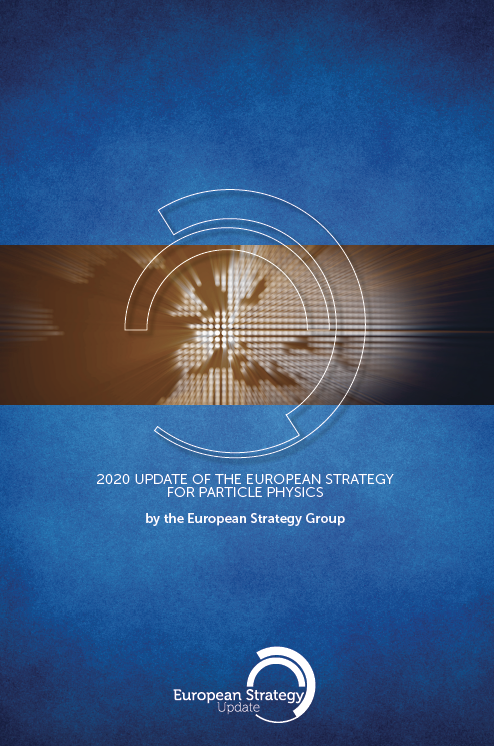 2020 UPDATE OF THE EUROPEAN STRATEGY
FOR PARTICLE PHYSICS
by the European Strategy Group
European Strategy
Update